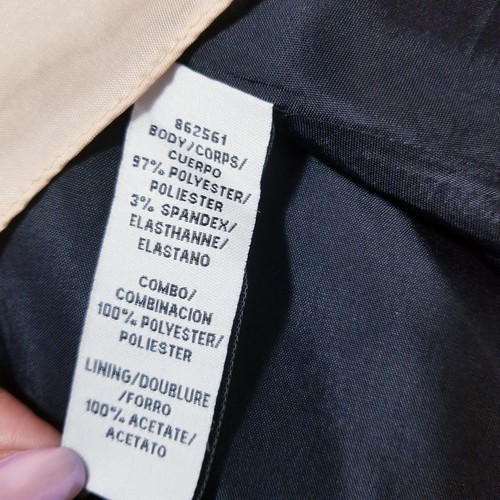 862561
BODY/CORPS/
CUERPO
97% POLYESTER/
POLIESTER
3% SPANDEX/
ELASTHANNE/
ELASTANO
COMBO/
COMBINACION
100% POLYESTER/
POLIESTER
LINING/DOUBLURE
/FORRO
100% ACETATE/
ACETATO